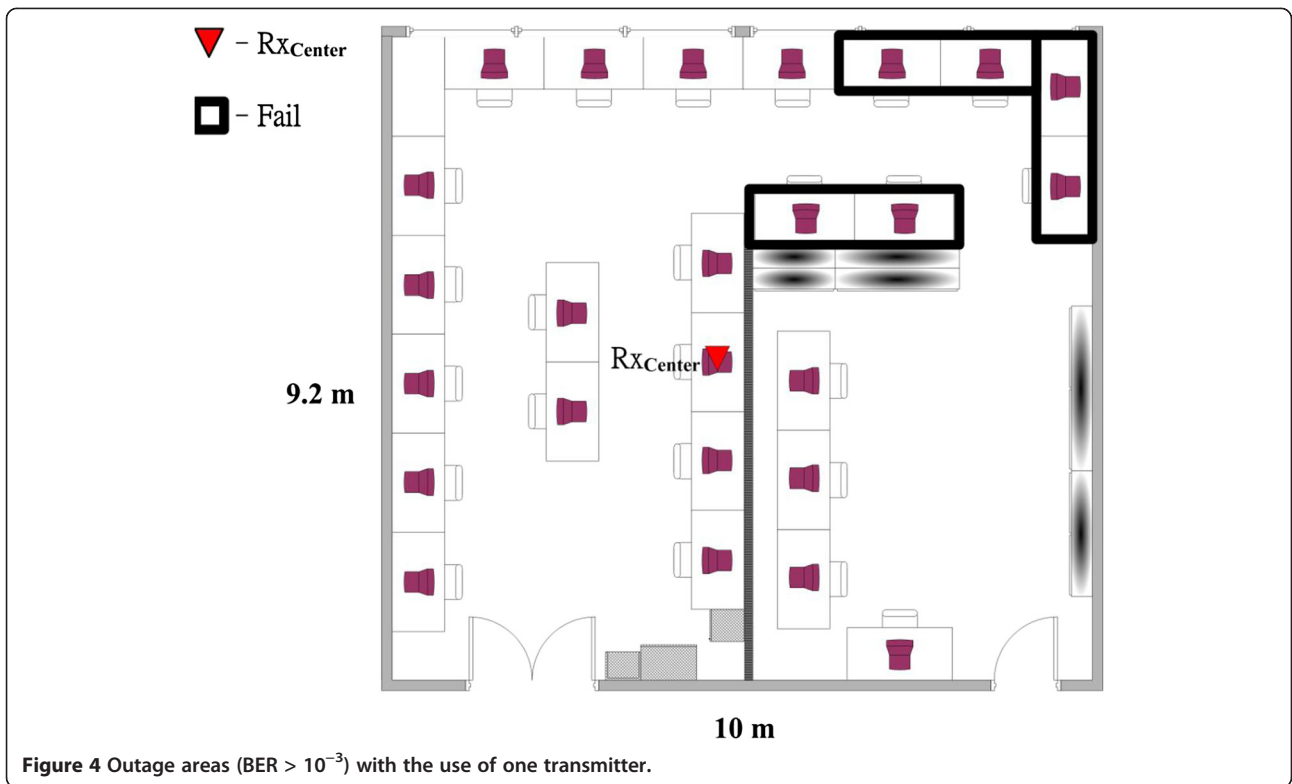 – Rx_Center
– Fail
Rx_Center
9.2 m
10 m
Figure 4 Outage areas (BER > 10⁻³) with the use of one transmitter.